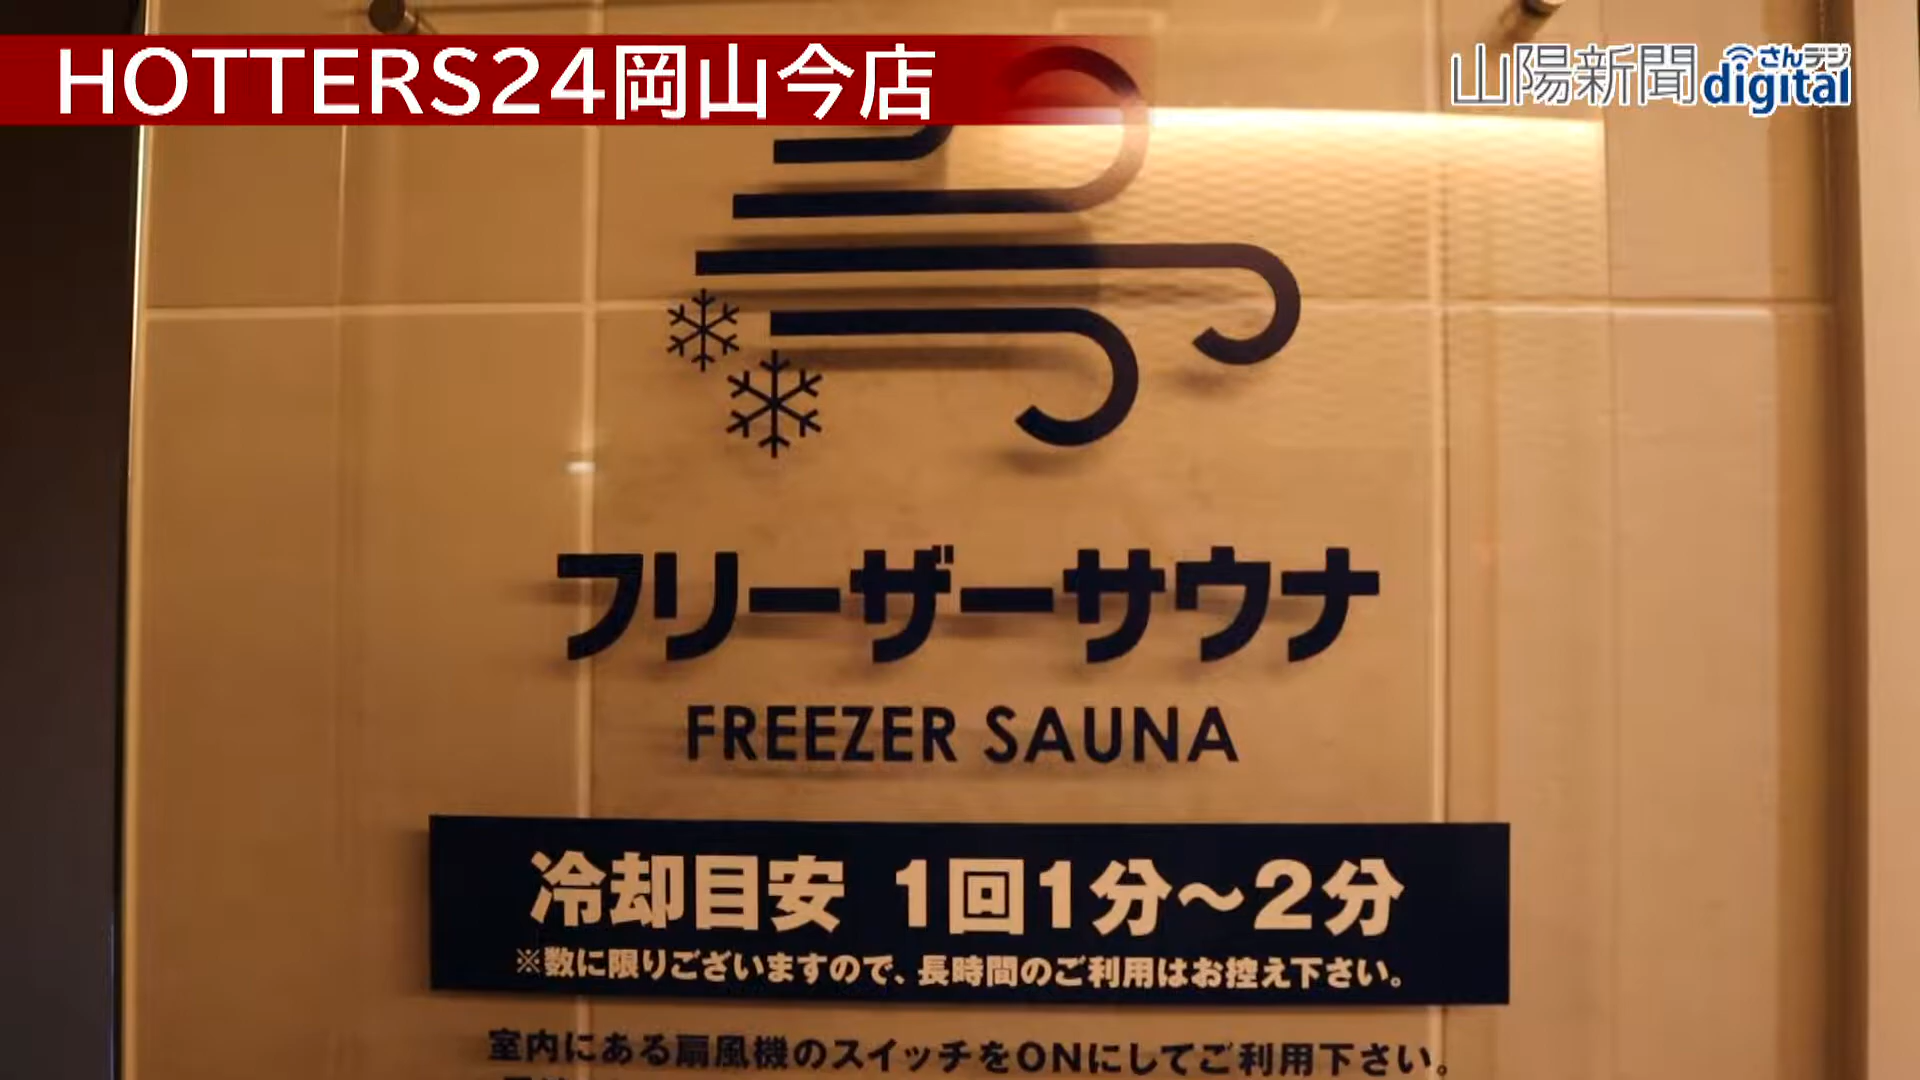 HOTTERS24岡山今店
山陽新聞 さんデジ
digital
フリーザーサウナ
FREEZER SAUNA
冷却目安 1回1分～2分
※数に限りございますので、長時間のご利用はお控え下さい。
室内にある扇風機のスイッチをONにしてご利用下さい。